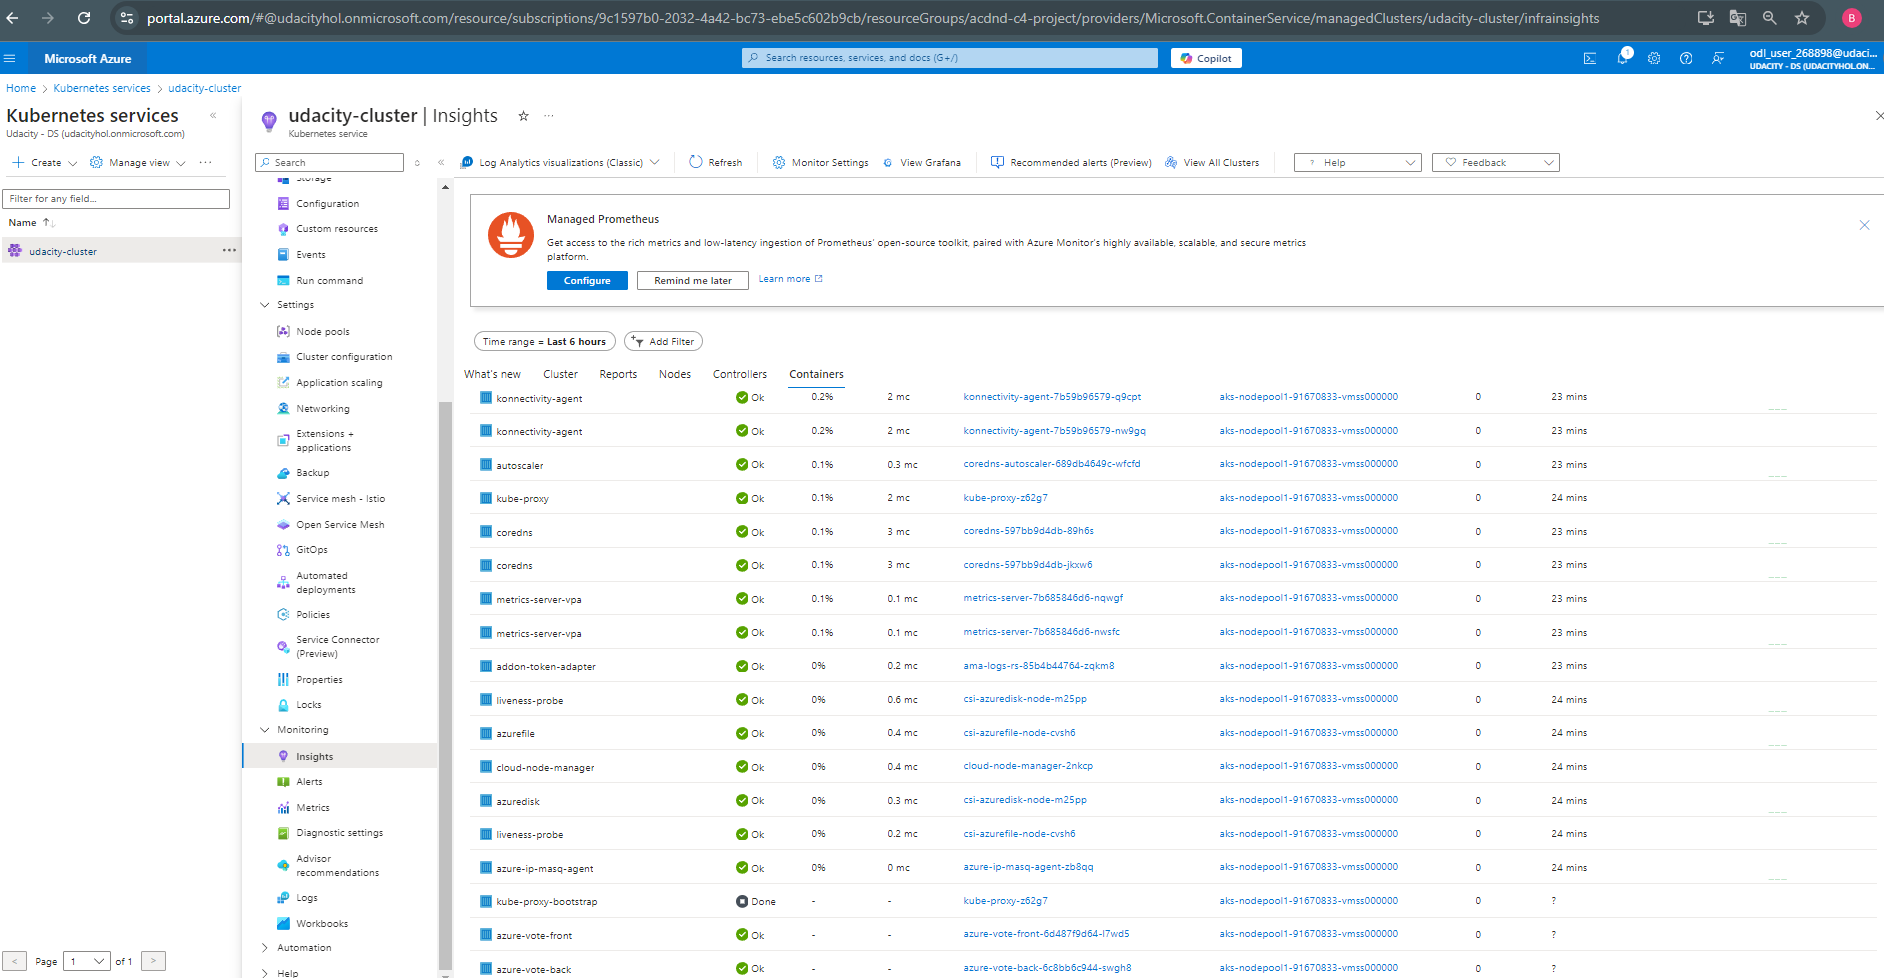 portal.azure.com/#@udacityhol.onmicrosoft.com/resource/subscriptions/9c1597b0-2032-4a42-bc73-ebe5c602b9cb/resourceGroups/acdnd-c4-project/providers/Microsoft.ContainerService/managedClusters/udacity-cluster/infrainsights
B
Microsoft Azure
Search resources, services, and docs (G+/)
Copilot
1
odl_user_268898@udaci...
UDACITY - DS (UDACITYHOL.ON...
Home > Kubernetes services > udacity-cluster
Kubernetes services
Udacity - DS (udacityhol.onmicrosoft.com)
Create
Manage view
...
Filter for any field...
Name
udacity-cluster
...
Page 1 of 1
udacity-cluster | Insights
...
Kubernetes service
Search
Storage
Configuration
Custom resources
Events
Run command
Settings
Node pools
Cluster configuration
Application scaling
Networking
Extensions +
applications
Backup
Service mesh - Istio
Open Service Mesh
GitOps
Automated
deployments
Policies
Service Connector
(Preview)
Properties
Locks
Monitoring
Insights
Alerts
Metrics
Diagnostic settings
Advisor
recommendations
Logs
Workbooks
Automation
Help
Log Analytics visualizations (Classic)
Refresh
Monitor Settings
View Grafana
Recommended alerts (Preview)
View All Clusters
? Help
Feedback
Managed Prometheus
Get access to the rich metrics and low-latency ingestion of Prometheus' open-source toolkit, paired with Azure Monitor's highly available, scalable, and secure metrics
platform.
Configure
Remind me later
Learn more
Time range = Last 6 hours
Add Filter
What's new Cluster Reports Nodes Controllers Containers
konnectivity-agent Ok 0.2% 2 mc konnectivity-agent-7b59b96579-q9cpt aks-nodepool1-91670833-vmss000000 0 23 mins
konnectivity-agent Ok 0.2% 2 mc konnectivity-agent-7b59b96579-nw9gq aks-nodepool1-91670833-vmss000000 0 23 mins
autoscaler Ok 0.1% 0.3 mc coredns-autoscaler-689db4649c-wfcfd aks-nodepool1-91670833-vmss000000 0 23 mins
kube-proxy Ok 0.1% 2 mc kube-proxy-z62g7 aks-nodepool1-91670833-vmss000000 0 24 mins
coredns Ok 0.1% 3 mc coredns-597bb9d4db-89h6s aks-nodepool1-91670833-vmss000000 0 23 mins
coredns Ok 0.1% 3 mc coredns-597bb9d4db-jkxw6 aks-nodepool1-91670833-vmss000000 0 23 mins
metrics-server-vpa Ok 0.1% 0.1 mc metrics-server-7b685846d6-nqwgf aks-nodepool1-91670833-vmss000000 0 23 mins
metrics-server-vpa Ok 0.1% 0.1 mc metrics-server-7b685846d6-nwsfc aks-nodepool1-91670833-vmss000000 0 23 mins
addon-token-adapter Ok 0% 0.2 mc ama-logs-rs-85b4b44764-zqkm8 aks-nodepool1-91670833-vmss000000 0 23 mins
liveness-probe Ok 0% 0.6 mc csi-azuredisk-node-m25pp aks-nodepool1-91670833-vmss000000 0 24 mins
azurefile Ok 0% 0.4 mc csi-azurefile-node-cvsh6 aks-nodepool1-91670833-vmss000000 0 24 mins
cloud-node-manager Ok 0% 0.4 mc cloud-node-manager-2nkcp aks-nodepool1-91670833-vmss000000 0 24 mins
azuredisk Ok 0% 0.3 mc csi-azuredisk-node-m25pp aks-nodepool1-91670833-vmss000000 0 24 mins
liveness-probe Ok 0% 0.2 mc csi-azurefile-node-cvsh6 aks-nodepool1-91670833-vmss000000 0 24 mins
azure-ip-masq-agent Ok 0% 0 mc azure-ip-masq-agent-zb8qq aks-nodepool1-91670833-vmss000000 0 24 mins
kube-proxy-bootstrap Done - - kube-proxy-z62g7 aks-nodepool1-91670833-vmss000000 0 ?
azure-vote-front Ok - - azure-vote-front-6d487f9d64-l7wd5 aks-nodepool1-91670833-vmss000000 0 ?
azure-vote-back Ok - - azure-vote-back-6c8bb6c944-swgh8 aks-nodepool1-91670833-vmss000000 0 ?